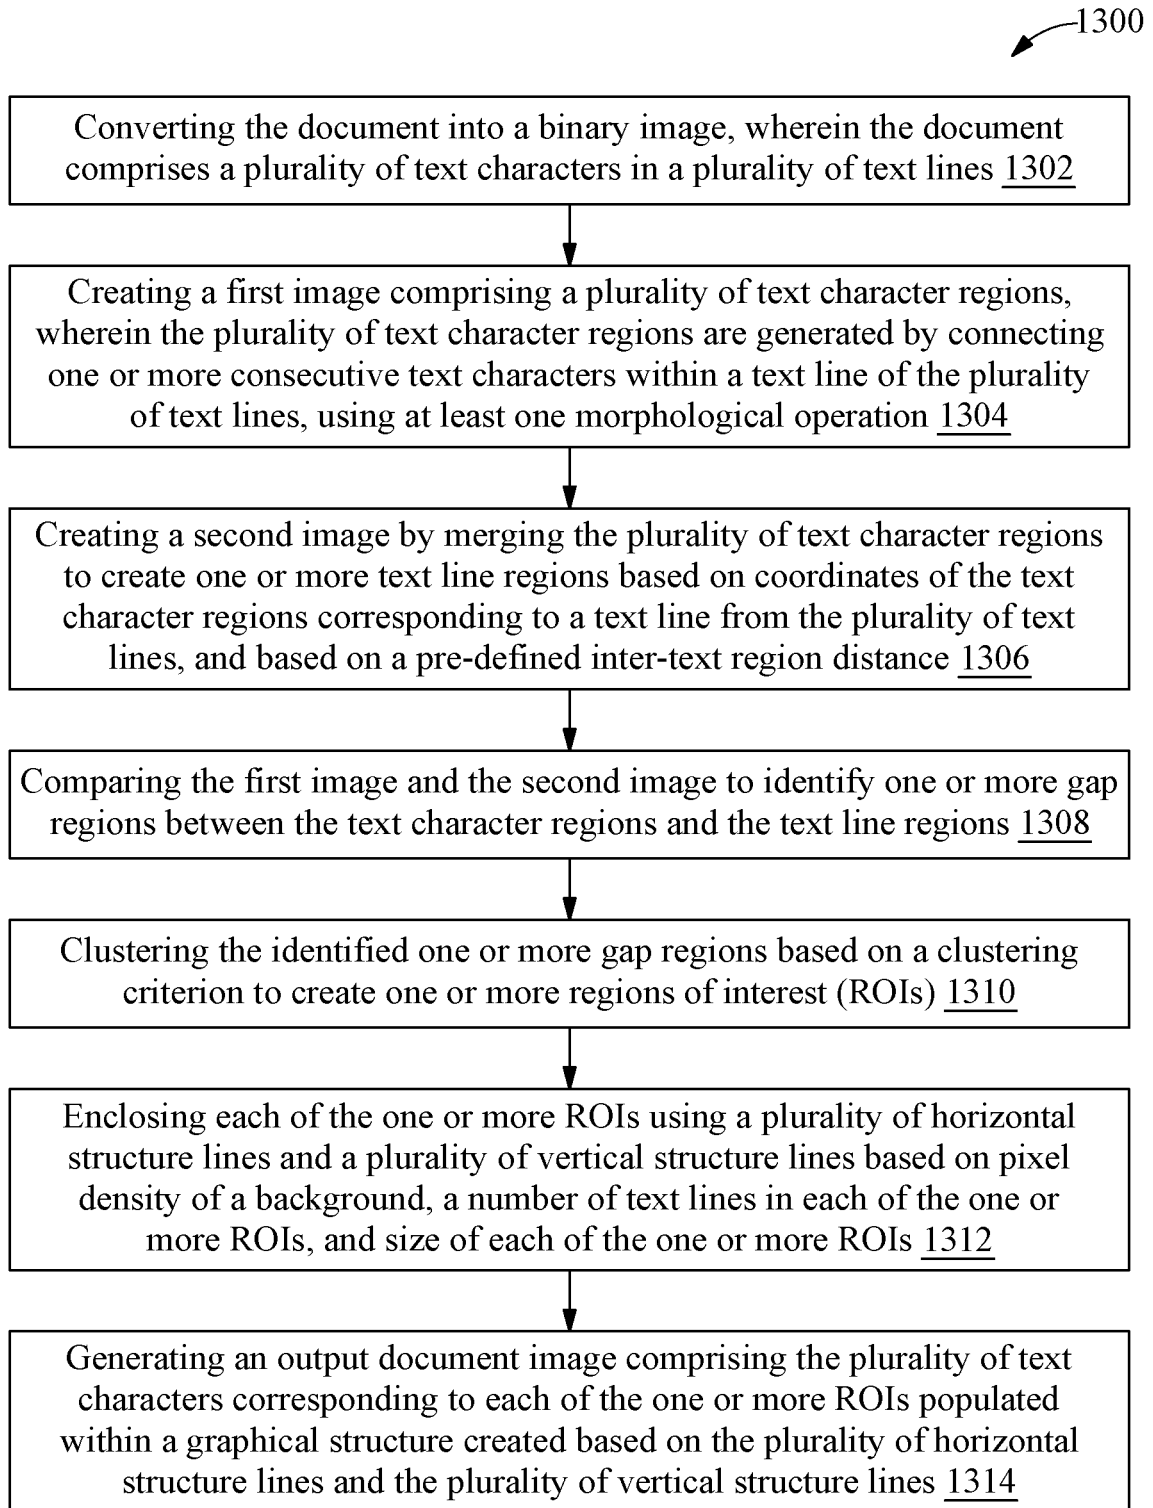 1300
Converting the document into a binary image, wherein the document
comprises a plurality of text characters in a plurality of text lines 1302
Creating a first image comprising a plurality of text character regions,
wherein the plurality of text character regions are generated by connecting
one or more consecutive text characters within a text line of the plurality
of text lines, using at least one morphological operation 1304
Creating a second image by merging the plurality of text character regions
to create one or more text line regions based on coordinates of the text
character regions corresponding to a text line from the plurality of text
lines, and based on a pre-defined inter-text region distance 1306
Comparing the first image and the second image to identify one or more gap
regions between the text character regions and the text line regions 1308
Clustering the identified one or more gap regions based on a clustering
criterion to create one or more regions of interest (ROIs) 1310
Enclosing each of the one or more ROIs using a plurality of horizontal
structure lines and a plurality of vertical structure lines based on pixel
density of a background, a number of text lines in each of the one or
more ROIs, and size of each of the one or more ROIs 1312
Generating an output document image comprising the plurality of text
characters corresponding to each of the one or more ROIs populated
within a graphical structure created based on the plurality of horizontal
structure lines and the plurality of vertical structure lines 1314